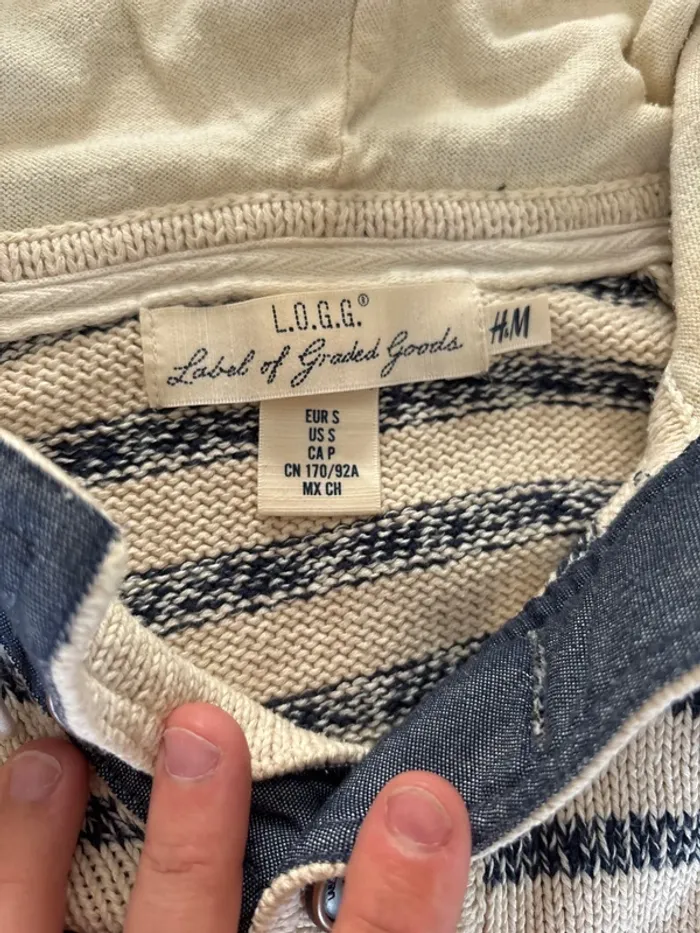 L.O.G.G.®
Label of Graded Goods
H&M
EUR S
US S
CA P
CN 170/92A
MX CH